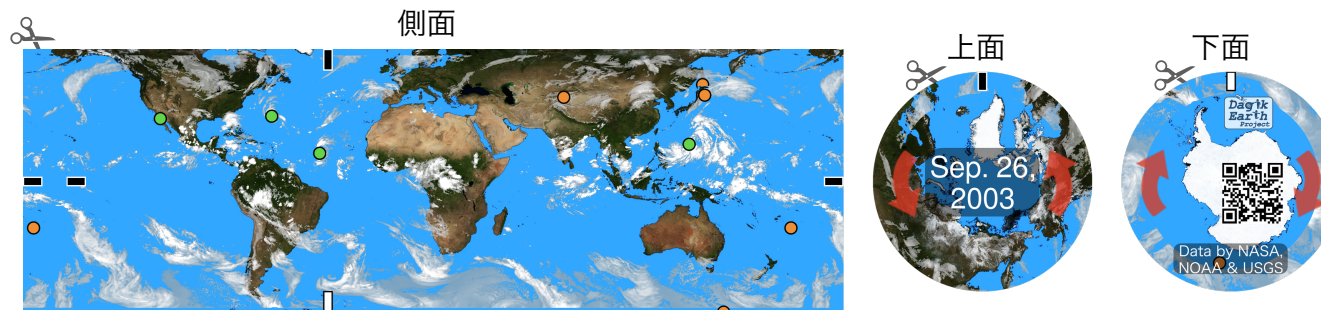 側面
上面
下面
Sep. 26,
2003
Dagik
Earth
Project
Data by NASA,
NOAA & USGS